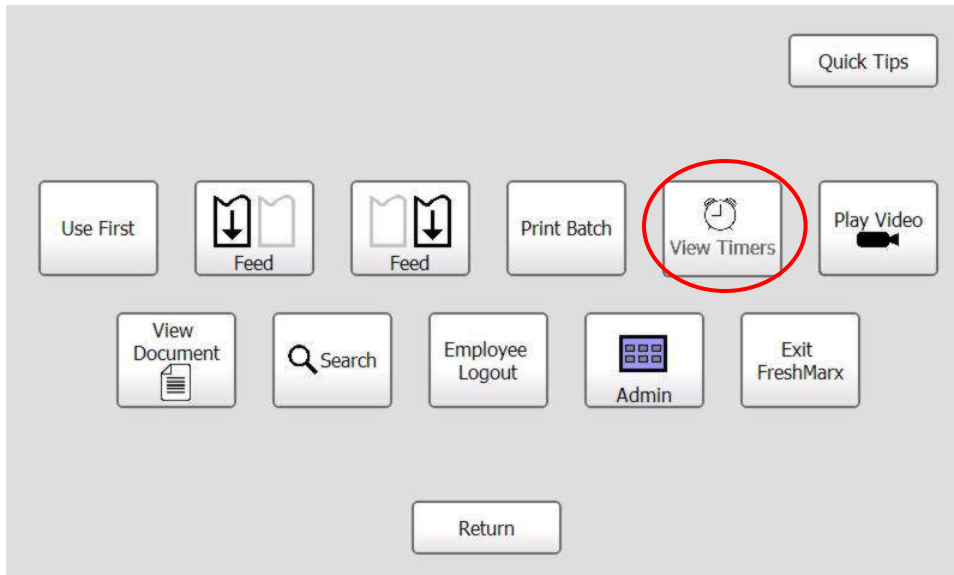 Quick Tips
Use First
Feed
Feed
Print Batch
View Timers
Play Video
View
Document
Search
Employee
Logout
Admin
Exit
FreshMarx
Return